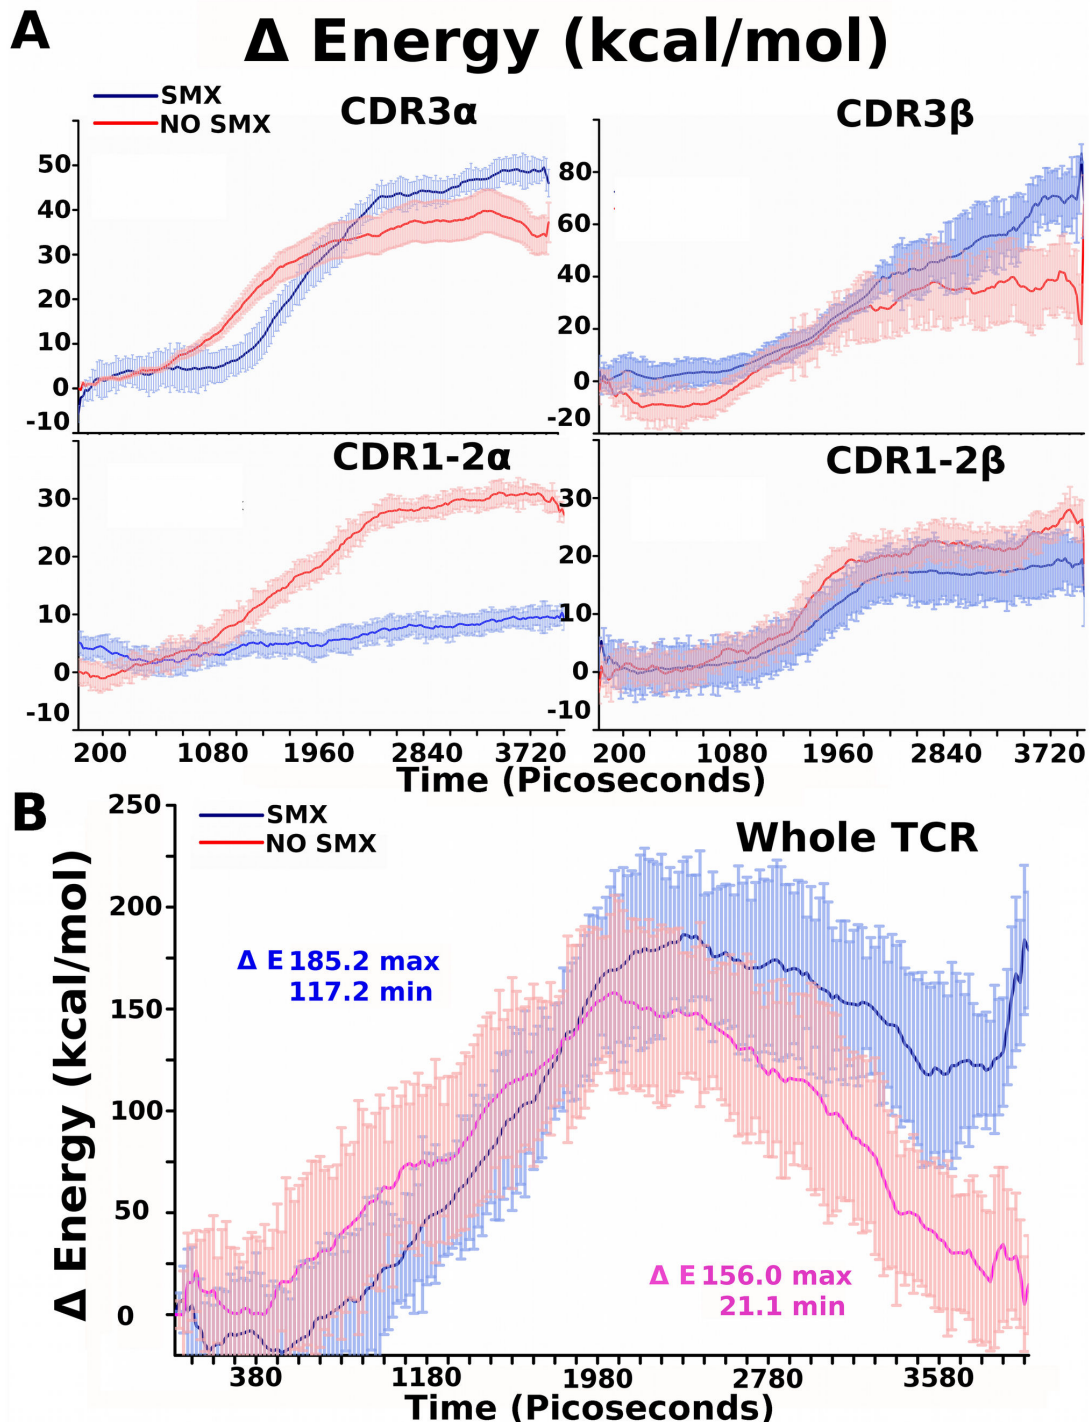 A
Δ Energy (kcal/mol)
SMX
NO SMX
CDR3α
CDR3β
50
40
30
20
10
0
-10
80
60
40
20
0
-20
CDR1-2α
CDR1-2β
30
20
10
0
-10
30
20
10
0
-10
200 1080 1960 2840 3720
200 1080 1960 2840 3720
Time (Picoseconds)
B
SMX
NO SMX
Whole TCR
Δ Energy (kcal/mol)
250
200
150
100
50
0
Δ E 185.2 max
117.2 min
Δ E 156.0 max
21.1 min
380 1180 1980 2780 3580
Time (Picoseconds)